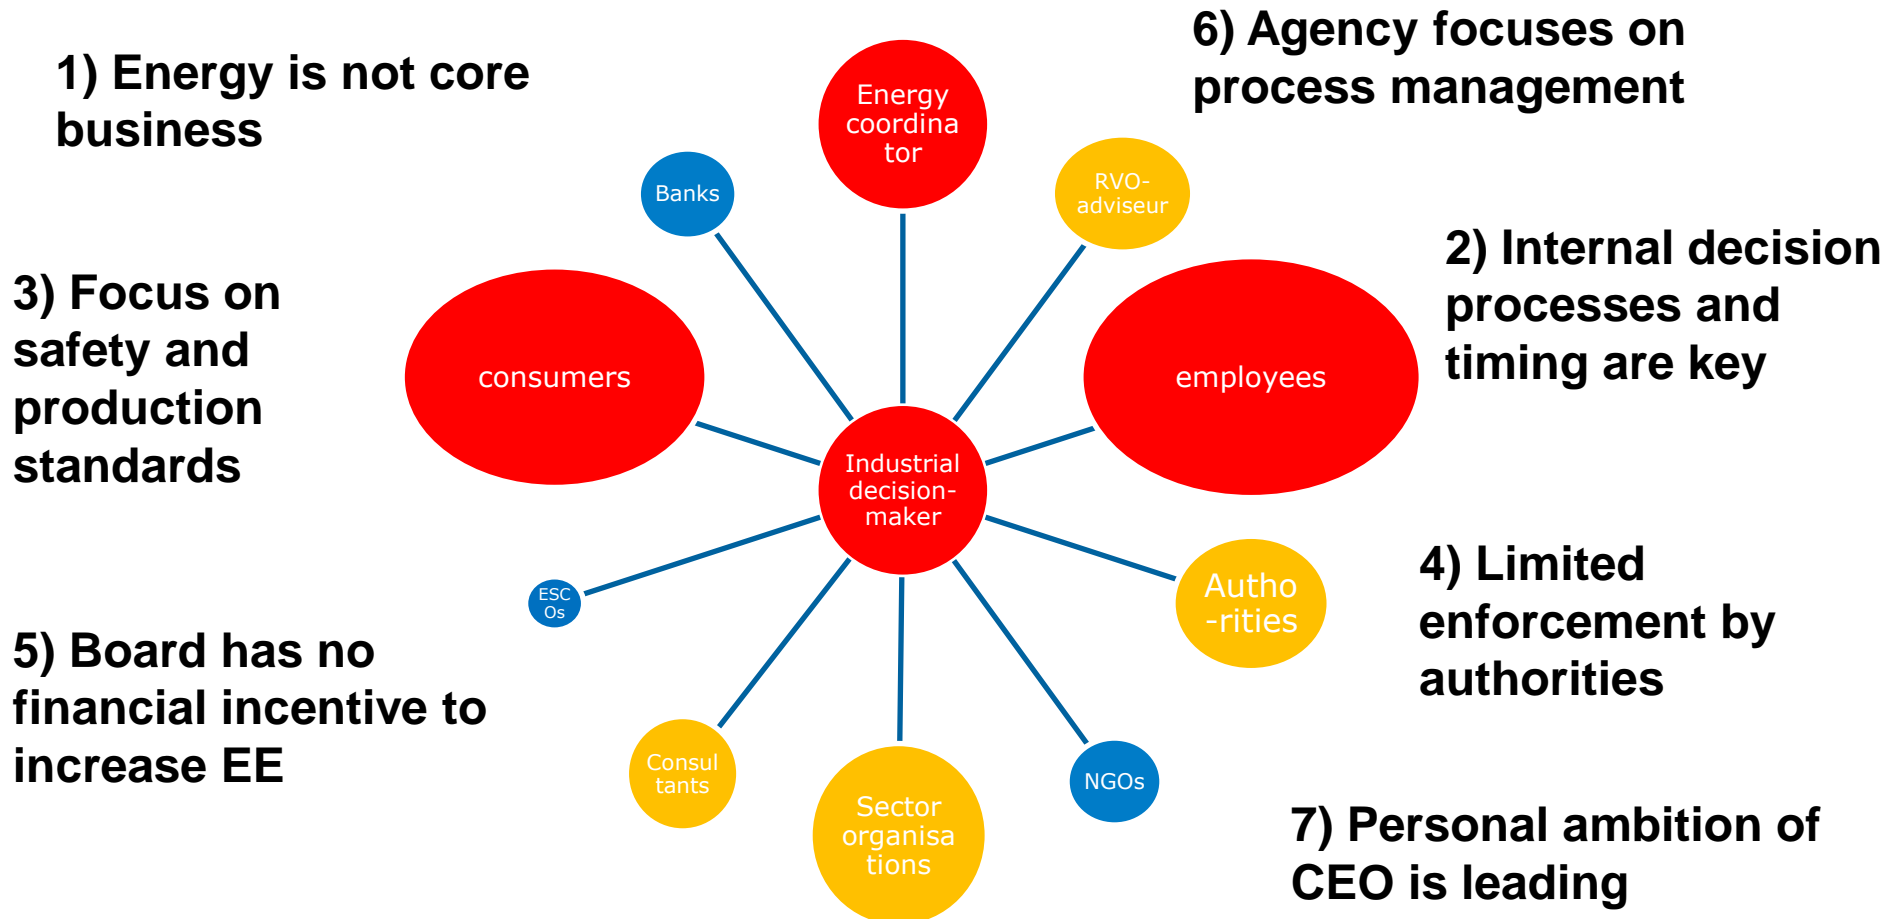 1) Energy is not core
business
6) Agency focuses on
process management
Energy
coordina
tor
Banks
RVO-
adviseur
2) Internal decision
processes and
timing are key
3) Focus on
safety and
production
standards
consumers
employees
Industrial
decision-
maker
4) Limited
enforcement by
authorities
Autho
-rities
ESC
Os
5) Board has no
financial incentive to
increase EE
Consul
tants
Sector
organisa
tions
NGOs
7) Personal ambition of
CEO is leading